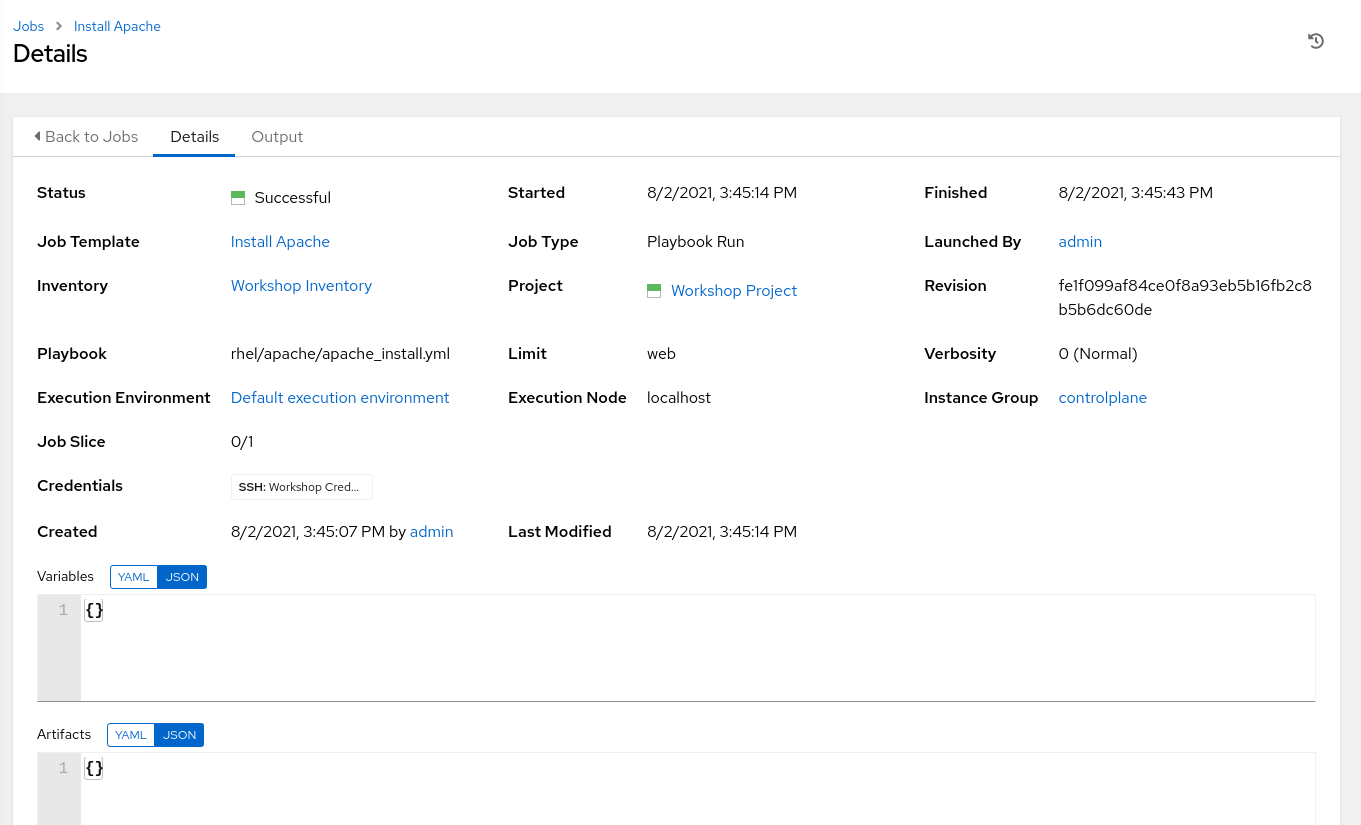 Jobs > Install Apache
Details
Back to Jobs Details Output
Status Successful Started 8/2/2021, 3:45:14 PM Finished 8/2/2021, 3:45:43 PM
Job Template Install Apache Job Type Playbook Run Launched By admin
Inventory Workshop Inventory Project Workshop Project Revision fe1f099af84ce0f8a93eb5b16fb2c8
b5b6dc60de
Playbook rhel/apache/apache_install.yml Limit web Verbosity 0 (Normal)
Execution Environment Default execution environment Execution Node localhost Instance Group controlplane
Job Slice 0/1
Credentials SSH: Workshop Cred...
Created 8/2/2021, 3:45:07 PM by admin Last Modified 8/2/2021, 3:45:14 PM
Variables YAML JSON
1 {}
Artifacts YAML JSON
1 {}